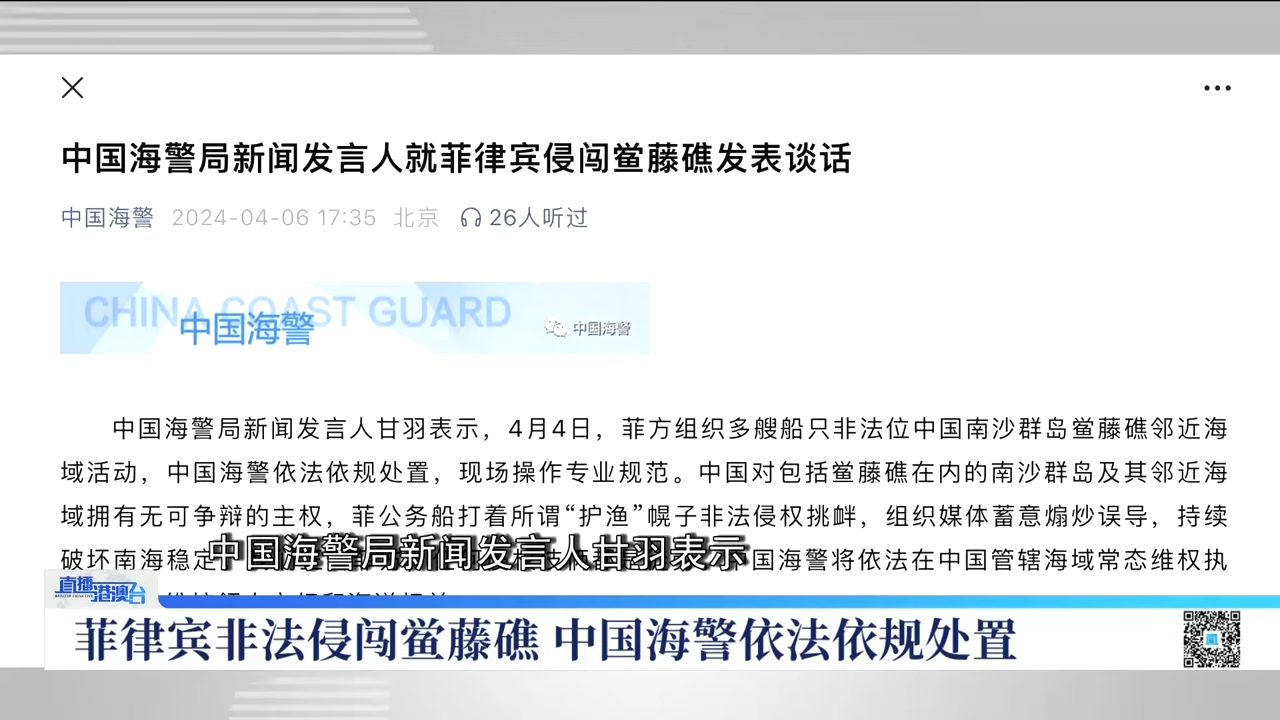 中国海警局新闻发言人就菲律宾侵闯鲎藤礁发表谈话
中国海警 2024-04-06 17:35 北京 26人听过
CHINA COAST GUARD
中国海警
中国海警
中国海警局新闻发言人甘羽表示，4月4日，菲方组织多艘船只非法位中国南沙群岛鲎藤礁邻近海
域活动，中国海警依法依规处置，现场操作专业规范。中国对包括鲎藤礁在内的南沙群岛及其邻近海
域拥有无可争辩的主权，菲公务船打着所谓“护渔”幌子非法侵权挑衅，组织媒体蓄意煽炒误导，持续
破坏南海稳定
国海警将依法在中国管辖海域常态维权执
中国海警局新闻发言人甘羽表示
直播港澳台
菲律宾非法侵闯鲎藤礁 中国海警依法依规处置